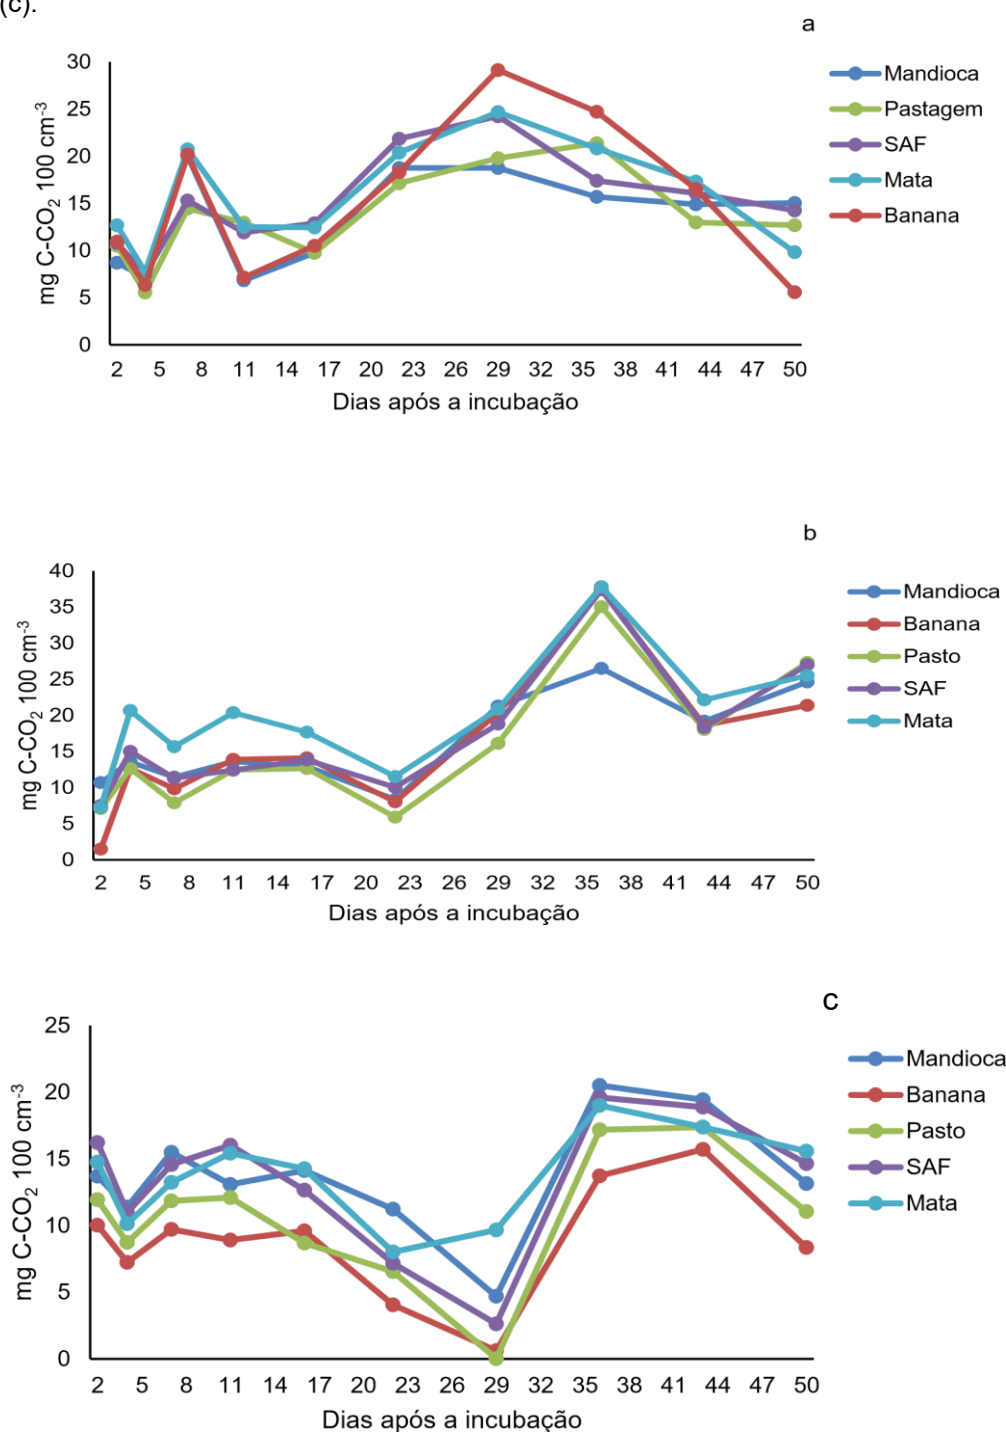 (c).
a
30
25
20
15
10
5
0
mg C-CO2 100 cm-3
2 5 8 11 14 17 20 23 26 29 32 35 38 41 44 47 50
Dias após a incubação
Mandioca
Pastagem
SAF
Mata
Banana
b
40
35
30
25
20
15
10
5
0
mg C-CO2 100 cm-3
2 5 8 11 14 17 20 23 26 29 32 35 38 41 44 47 50
Dias após a incubação
Mandioca
Banana
Pasto
SAF
Mata
c
25
20
15
10
5
0
mg C-CO2 100 cm-3
2 5 8 11 14 17 20 23 26 29 32 35 38 41 44 47 50
Dias após a incubação
Mandioca
Banana
Pasto
SAF
Mata